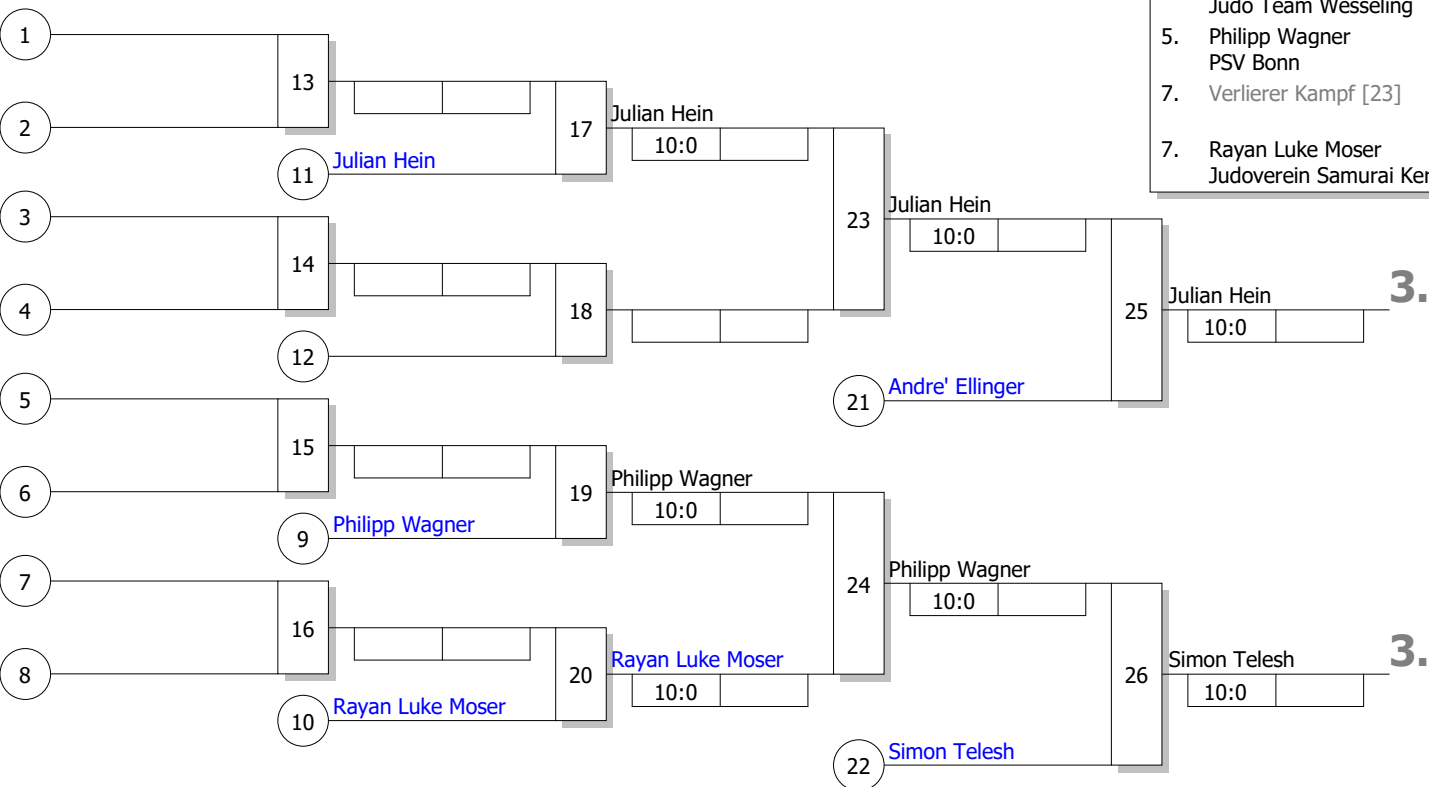 Judo Team Wesseling
5. Philipp Wagner
PSV Bonn
7. Verlierer Kampf [23]
7. Rayan Luke Moser
Judoverein Samurai Ker
1
13
2
17
Julian Hein
10:0
11
Julian Hein
3
14
4
18
12
23
Julian Hein
10:0
25
Julian Hein
10:0
3.
21
Andre' Ellinger
5
15
6
19
Philipp Wagner
10:0
9
Philipp Wagner
7
16
8
20
Rayan Luke Moser
10:0
10
Rayan Luke Moser
24
Philipp Wagner
10:0
26
Simon Telesh
10:0
3.
22
Simon Telesh